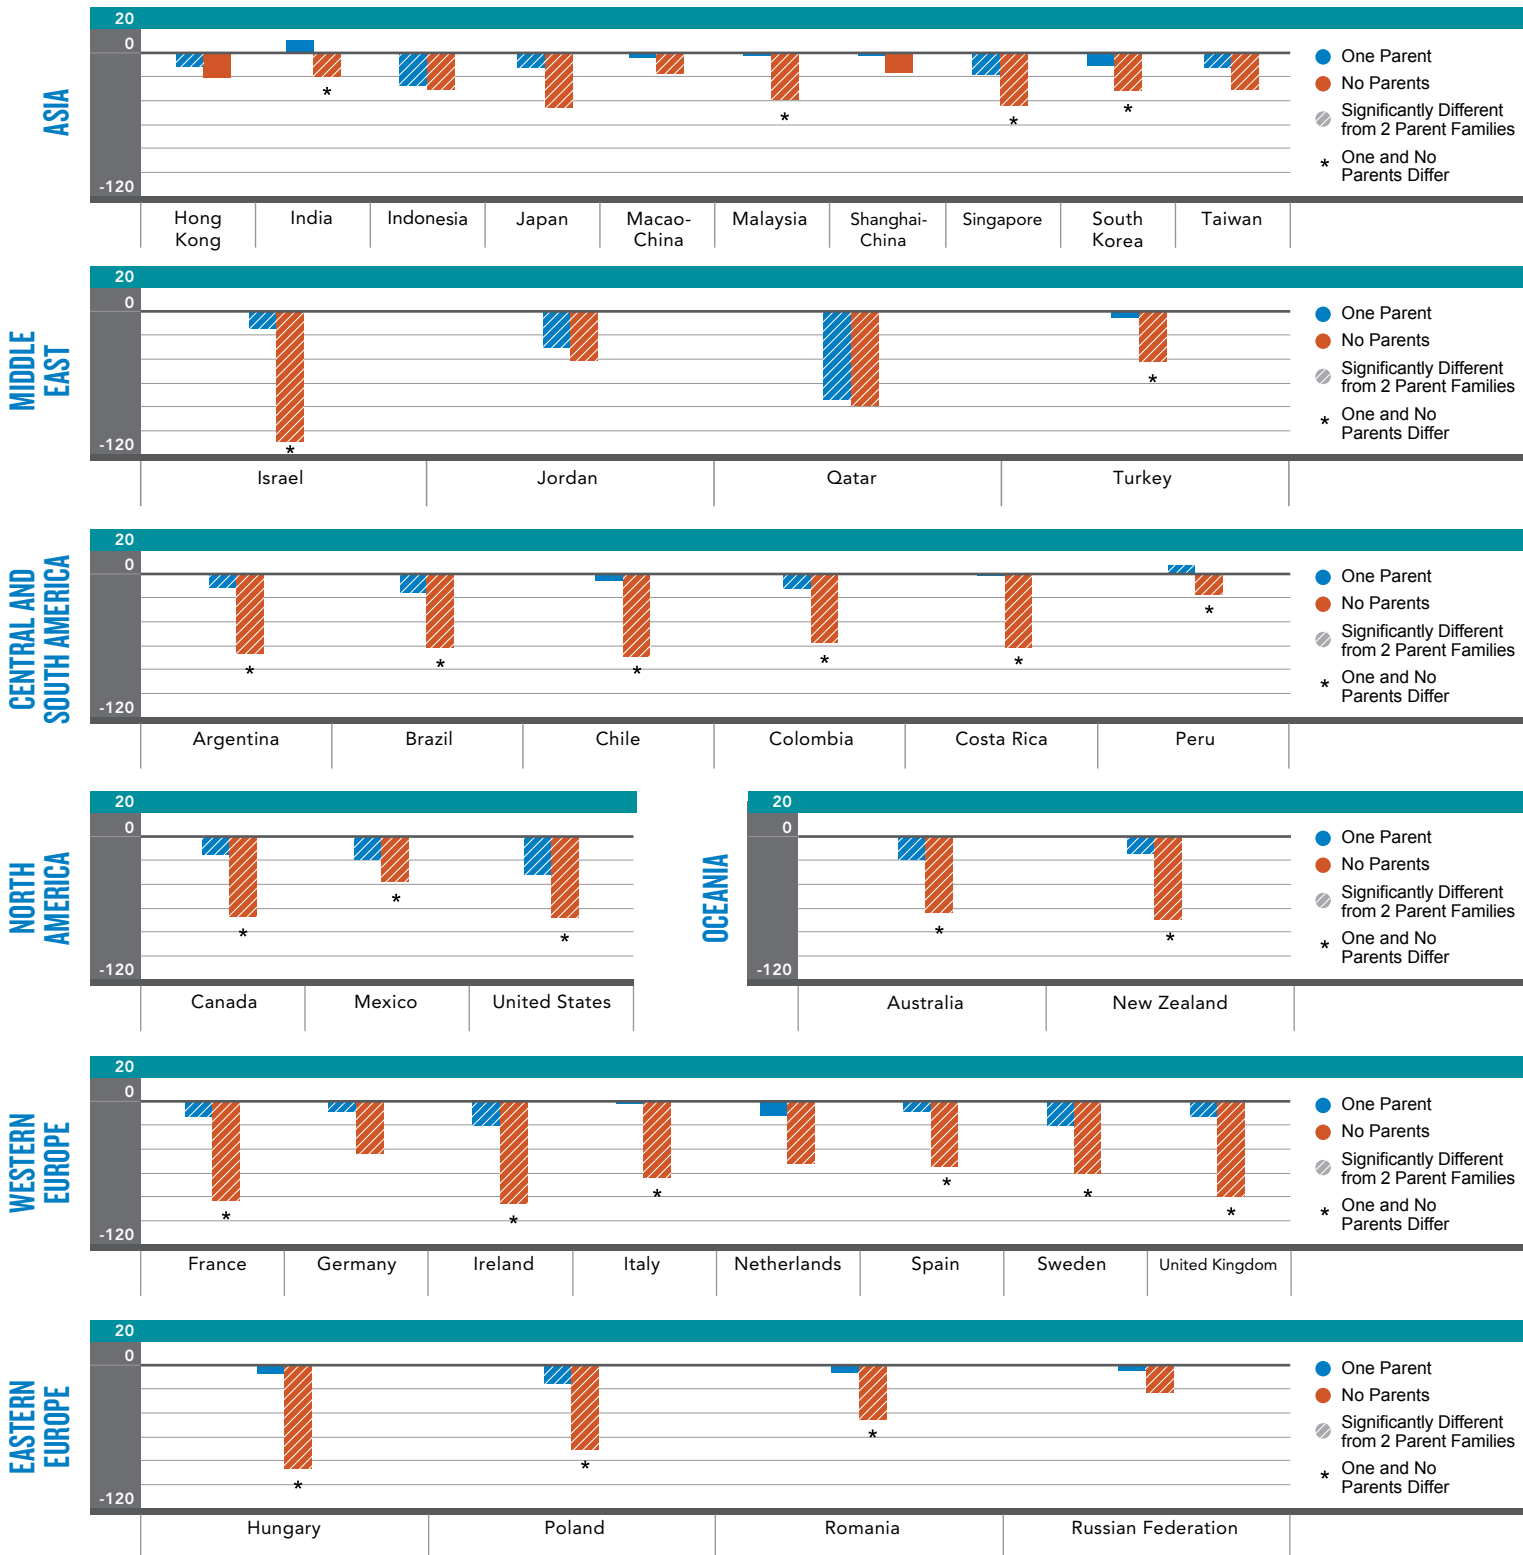 ASIA
20
0
-120
*
*
*
*
Hong
Kong
India
Indonesia
Japan
Macao-
China
Malaysia
Shanghai-
China
Singapore
South
Korea
Taiwan
One Parent
No Parents
Significantly Different
from 2 Parent Families
* One and No
Parents Differ
MIDDLE
EAST
20
0
-120
*
*
Israel
Jordan
Qatar
Turkey
One Parent
No Parents
Significantly Different
from 2 Parent Families
* One and No
Parents Differ
CENTRAL AND
SOUTH AMERICA
20
0
-120
*
*
*
*
*
*
Argentina
Brazil
Chile
Colombia
Costa Rica
Peru
One Parent
No Parents
Significantly Different
from 2 Parent Families
* One and No
Parents Differ
NORTH
AMERICA
20
0
-120
*
*
*
Canada
Mexico
United States
OCEANIA
20
0
-120
*
*
Australia
New Zealand
One Parent
No Parents
Significantly Different
from 2 Parent Families
* One and No
Parents Differ
WESTERN
EUROPE
20
0
-120
*
*
*
*
*
*
France
Germany
Ireland
Italy
Netherlands
Spain
Sweden
United Kingdom
One Parent
No Parents
Significantly Different
from 2 Parent Families
* One and No
Parents Differ
EASTERN
EUROPE
20
0
-120
*
*
*
Hungary
Poland
Romania
Russian Federation
One Parent
No Parents
Significantly Different
from 2 Parent Families
* One and No
Parents Differ